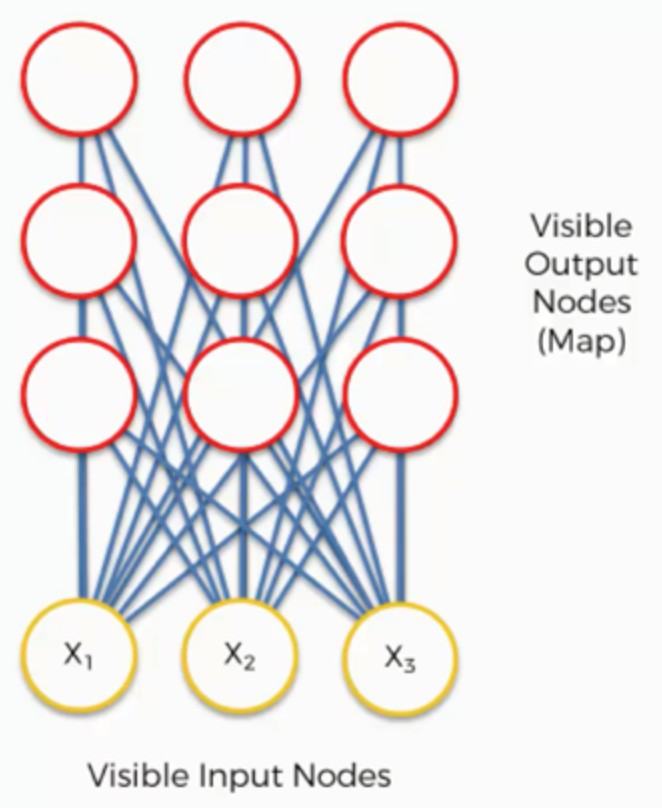 Visible
Output
Nodes
(Map)
X₁ X₂ X₃
Visible Input Nodes